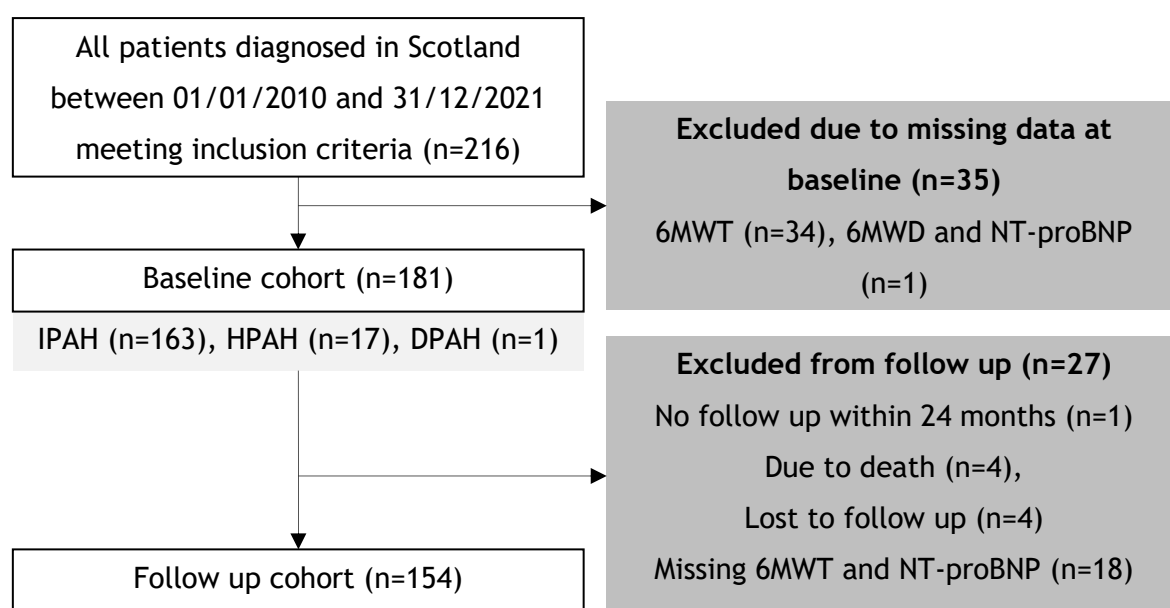 All patients diagnosed in Scotland
between 01/01/2010 and 31/12/2021
meeting inclusion criteria (n=216)
Excluded due to missing data at
baseline (n=35)
6MWT (n=34), 6MWD and NT-proBNP
(n=1)
Baseline cohort (n=181)
IPAH (n=163), HPAH (n=17), DPAH (n=1)
Excluded from follow up (n=27)
No follow up within 24 months (n=1)
Due to death (n=4),
Lost to follow up (n=4)
Missing 6MWT and NT-proBNP (n=18)
Follow up cohort (n=154)